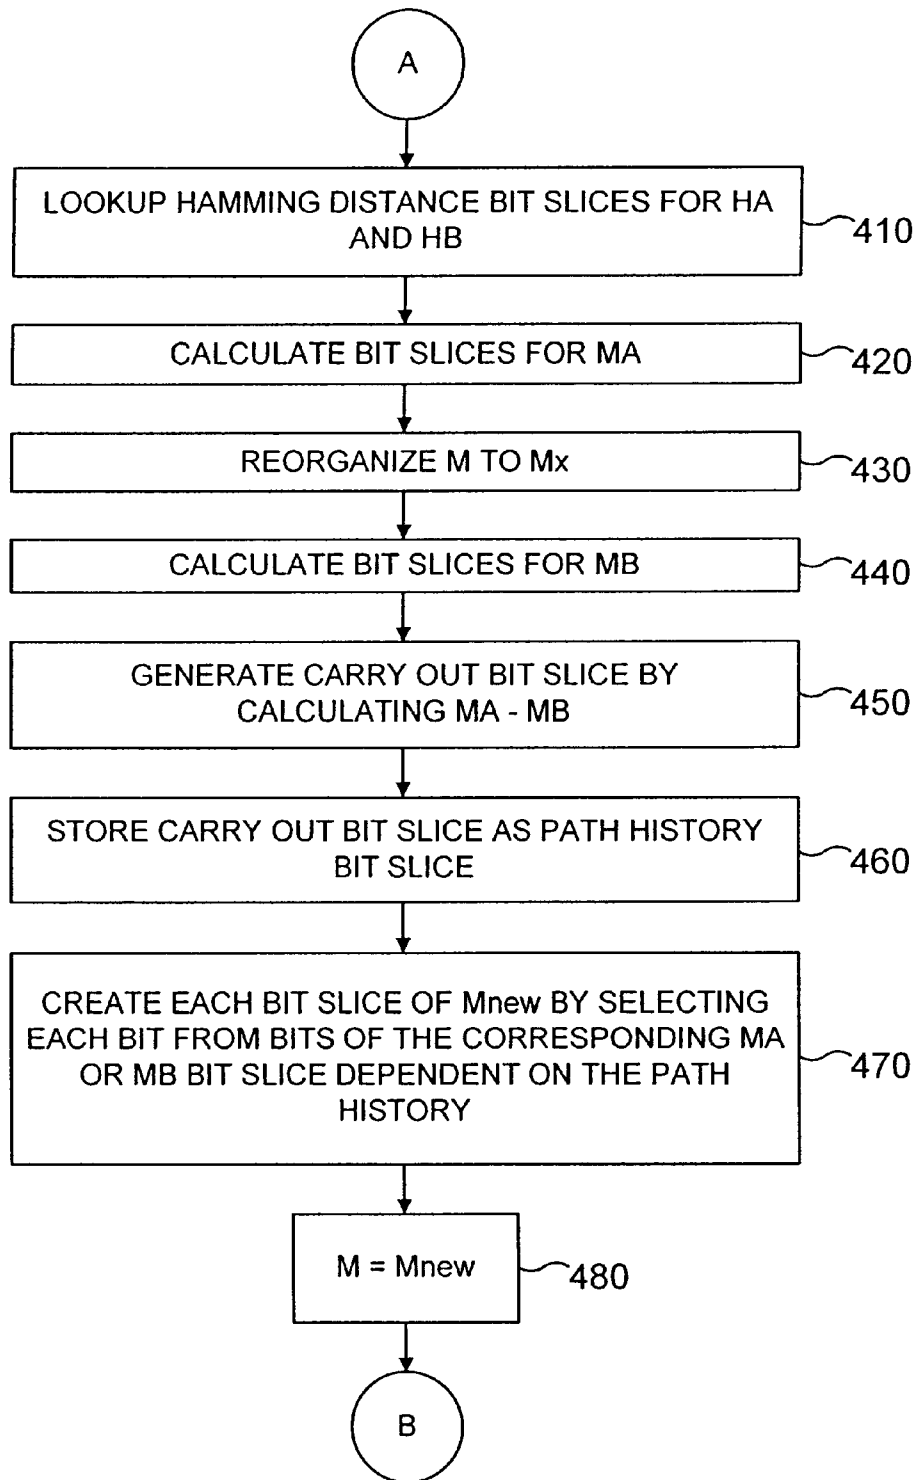 A
LOOKUP HAMMING DISTANCE BIT SLICES FOR HA
AND HB
410
CALCULATE BIT SLICES FOR MA
420
REORGANIZE M TO Mx
430
CALCULATE BIT SLICES FOR MB
440
GENERATE CARRY OUT BIT SLICE BY
CALCULATING MA - MB
450
STORE CARRY OUT BIT SLICE AS PATH HISTORY
BIT SLICE
460
CREATE EACH BIT SLICE OF Mnew BY SELECTING
EACH BIT FROM BITS OF THE CORRESPONDING MA
OR MB BIT SLICE DEPENDENT ON THE PATH
HISTORY
470
M = Mnew
480
B